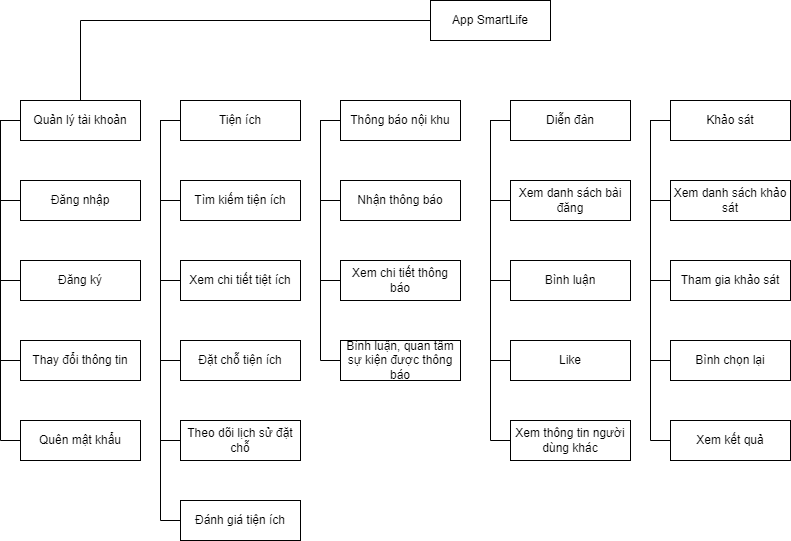 App SmartLife
Quản lý tài khoản
Tiện ích
Thông báo nội khu
Diễn đàn
Khảo sát
Đăng nhập
Tìm kiếm tiện ích
Nhận thông báo
Xem danh sách bài
đăng
Xem danh sách khảo
sát
Đăng ký
Xem chi tiết tiệt ích
Xem chi tiết thông
báo
Bình luận
Tham gia khảo sát
Thay đổi thông tin
Đặt chỗ tiện ích
Bình luận, quan tâm
sự kiện được thông
báo
Like
Bình chọn lại
Quên mật khẩu
Theo dõi lịch sử đặt
chỗ
Xem thông tin người
dùng khác
Xem kết quả
Đánh giá tiện ích